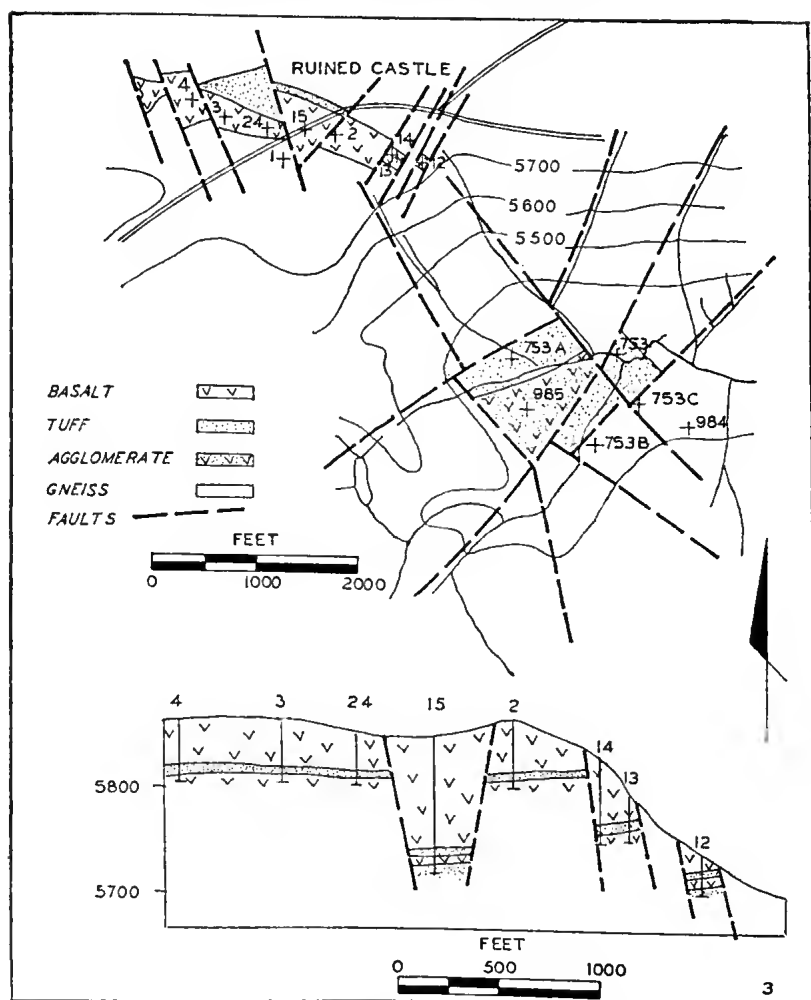 RUINED CASTLE
4
3
24
15
2
14
13
12
1
5700
5600
5500
753A
753
985
753C
984
753B
BASALT
TUFF
AGGLOMERATE
GNEISS
FAULTS
FEET
0 1000 2000
4 3 24 15 2
14
13
12
5800
5700
FEET
0 500 1000
3